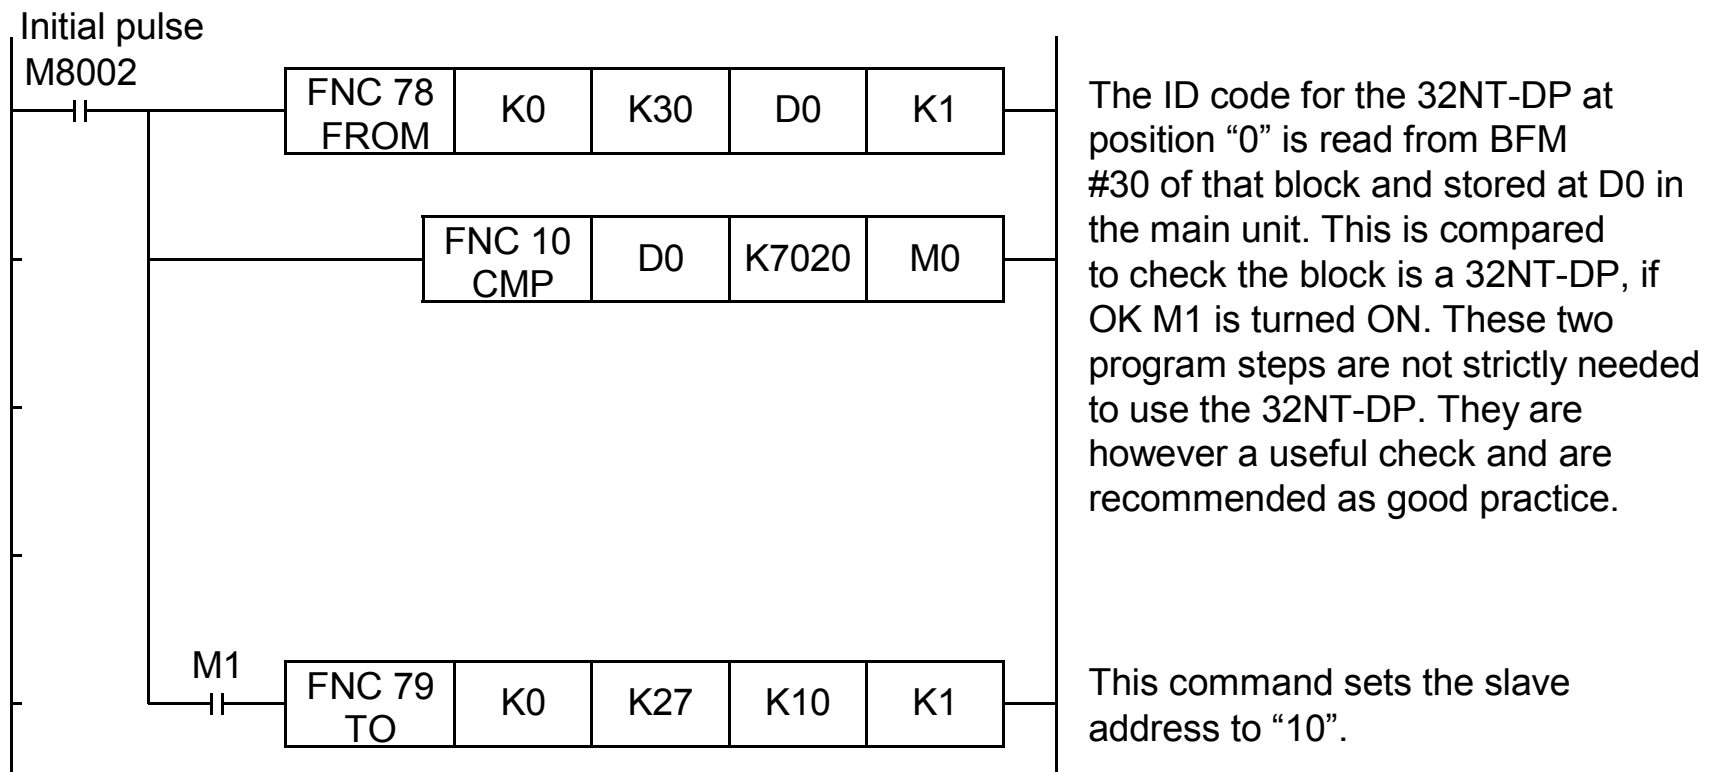 Initial pulse
M8002
FNC 78
FROM
K0
K30
D0
K1
The ID code for the 32NT-DP at
position “0” is read from BFM
#30 of that block and stored at D0 in
the main unit. This is compared
to check the block is a 32NT-DP, if
OK M1 is turned ON. These two
program steps are not strictly needed
to use the 32NT-DP. They are
however a useful check and are
recommended as good practice.
FNC 10
CMP
D0
K7020
M0
M1
FNC 79
TO
K0
K27
K10
K1
This command sets the slave
address to “10”.